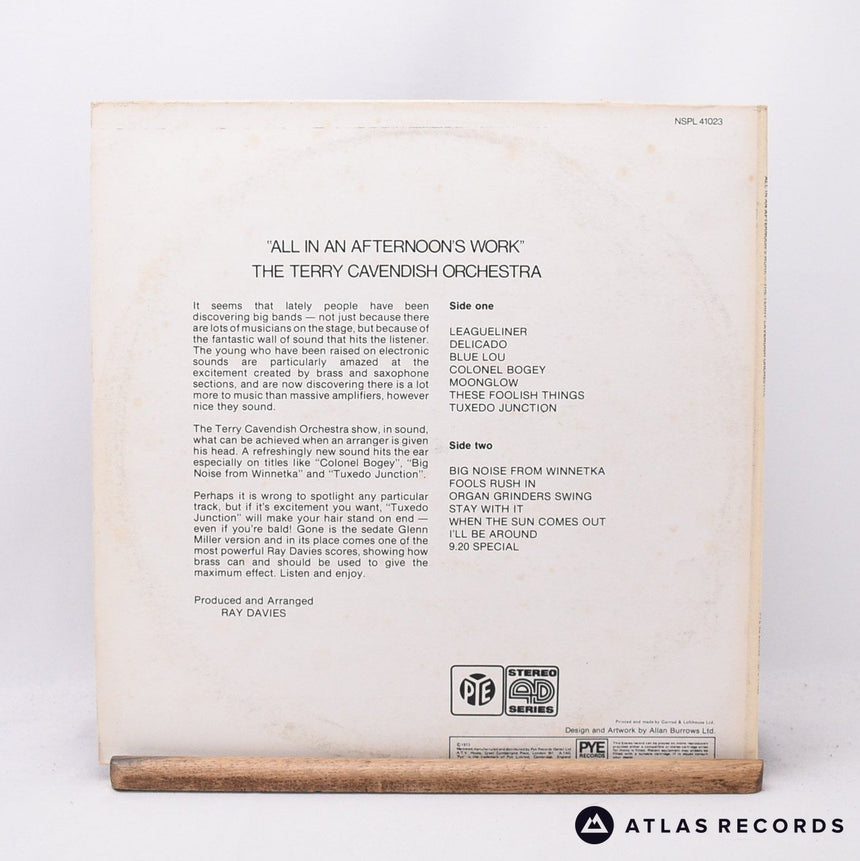 NSPL 41023
"ALL IN AN AFTERNOON'S WORK"
THE TERRY CAVENDISH ORCHESTRA
It seems that lately people have been
discovering big bands — not just because there
are lots of musicians on the stage, but because of
the fantastic wall of sound that hits the listener.
The young who have been raised on electronic
sounds are particularly amazed at the
excitement created by brass and saxophone
sections, and are now discovering there is a lot
more to music than massive amplifiers, however
nice they sound.
The Terry Cavendish Orchestra show, in sound,
what can be achieved when an arranger is given
his head. A refreshingly new sound hits the ear
especially on titles like "Colonel Bogey", "Big
Noise from Winnetka" and "Tuxedo Junction".
Perhaps it is wrong to spotlight any particular
track, but if it's excitement you want, "Tuxedo
Junction" will make your hair stand on end —
even if you're bald! Gone is the sedate Glenn
Miller version and in its place comes one of the
most powerful Ray Davies scores, showing how
brass can and should be used to give the
maximum effect. Listen and enjoy.
Produced and Arranged
RAY DAVIES
Side one
LEAGUELINER
DELICADO
BLUE LOU
COLONEL BOGEY
MOONGLOW
THESE FOOLISH THINGS
TUXEDO JUNCTION
Side two
BIG NOISE FROM WINNETKA
FOOLS RUSH IN
ORGAN GRINDERS SWING
STAY WITH IT
WHEN THE SUN COMES OUT
I'LL BE AROUND
9.20 SPECIAL
PYE
STEREO
QD
SERIES
Printed and made by Garrod & Lofthouse Ltd.
Design and Artwork by Allan Burrows Ltd.
© 1973
PYE
RECORDS
ATLAS RECORDS